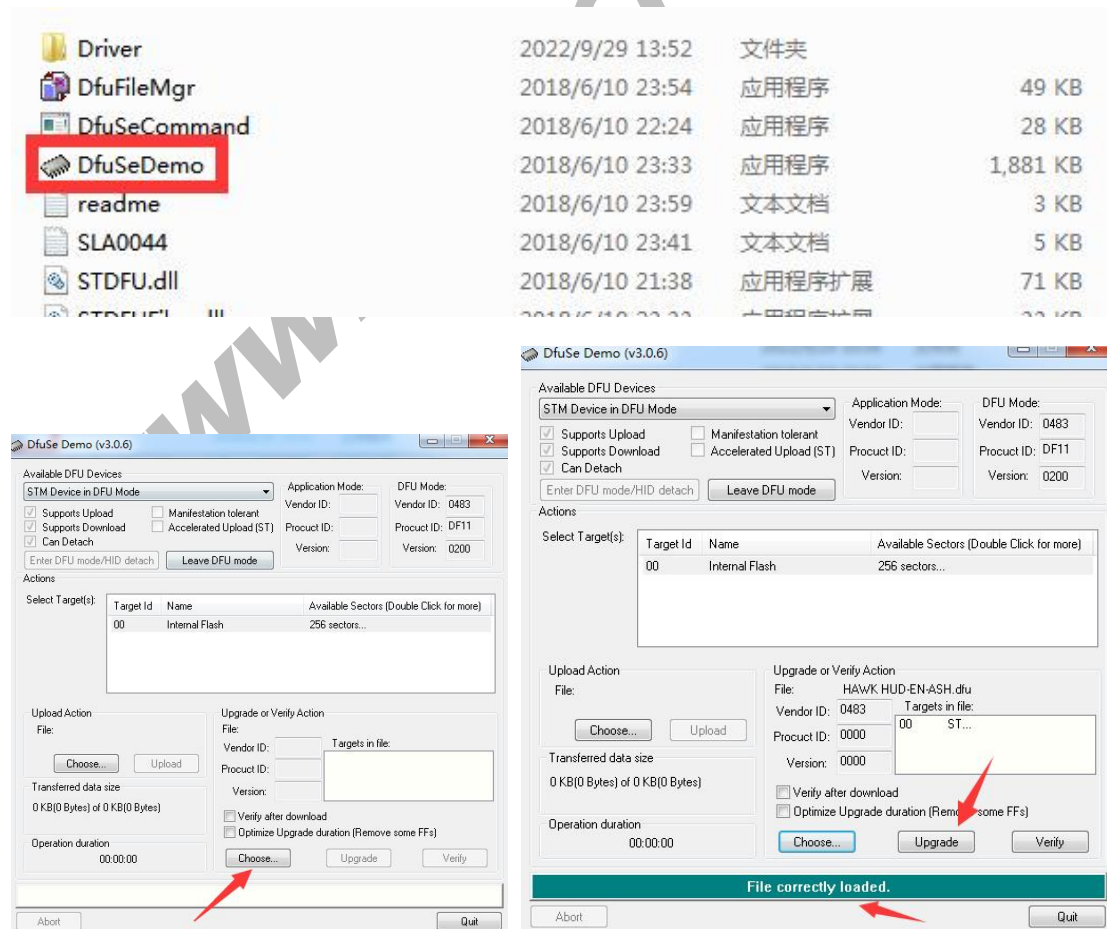 Driver 2022/9/29 13:52 文件夹
DfuFileMgr 2018/6/10 23:54 应用程序 49 KB
DfuSeCommand 2018/6/10 22:24 应用程序 28 KB
DfuSeDemo 2018/6/10 23:33 应用程序 1,881 KB
readme 2018/6/10 23:59 文本文档 3 KB
SLA0044 2018/6/10 23:41 文本文档 5 KB
STDFU.dll 2018/6/10 21:38 应用程序扩展 71 KB
DfuSe Demo (v3.0.6)
Available DFU Devices
STM Device in DFU Mode
Application Mode:
DFU Mode:
Supports Upload
Manifestation tolerant
Vendor ID:
Vendor ID: 0483
Supports Download
Accelerated Upload (ST)
Procuct ID:
Procuct ID: DF11
Can Detach
Version:
Version: 0200
Enter DFU mode/HID detach
Leave DFU mode
Actions
Select Target(s):
Target Id Name Available Sectors (Double Click for more)
00 Internal Flash 256 sectors...
Upload Action
File:
Choose... Upload
Transferred data size
0 KB(0 Bytes) of 0 KB(0 Bytes)
Operation duration
00:00:00
Upgrade or Verify Action
File:
Vendor ID:
Targets in file:
Procuct ID:
Version:
Verify after download
Optimize Upgrade duration (Remove some FFs)
Choose... Upgrade Verify
Abort Quit
DfuSe Demo (v3.0.6)
Available DFU Devices
STM Device in DFU Mode
Application Mode:
DFU Mode:
Supports Upload
Manifestation tolerant
Vendor ID:
Vendor ID: 0483
Supports Download
Accelerated Upload (ST)
Procuct ID:
Procuct ID: DF11
Can Detach
Version:
Version: 0200
Enter DFU mode/HID detach
Leave DFU mode
Actions
Select Target(s):
Target Id Name Available Sectors (Double Click for more)
00 Internal Flash 256 sectors...
Upload Action
File:
Choose... Upload
Transferred data size
0 KB(0 Bytes) of 0 KB(0 Bytes)
Operation duration
00:00:00
Upgrade or Verify Action
File: HAWK HUD-EN-ASH.dfu
Vendor ID: 0483
Targets in file:
00 ST...
Procuct ID: 0000
Version: 0000
Verify after download
Optimize Upgrade duration (Remove some FFs)
Choose... Upgrade Verify
File correctly loaded.
Abort Quit